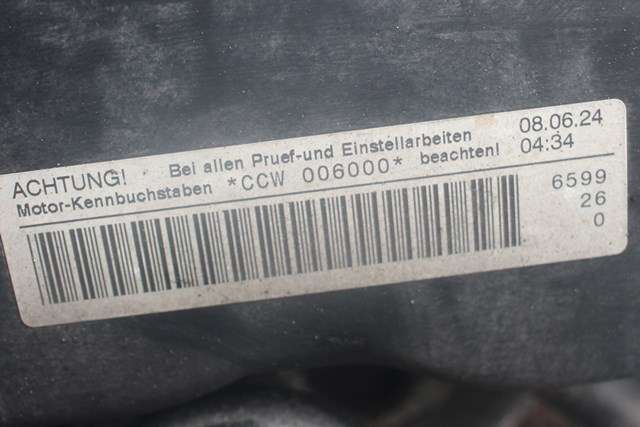 ACHTUNG! Bei allen Pruef-und Einstellarbeiten 08.06.24
Motor-Kennbuchstaben *CCW 006000* beachten! 04:34
6599
26
0